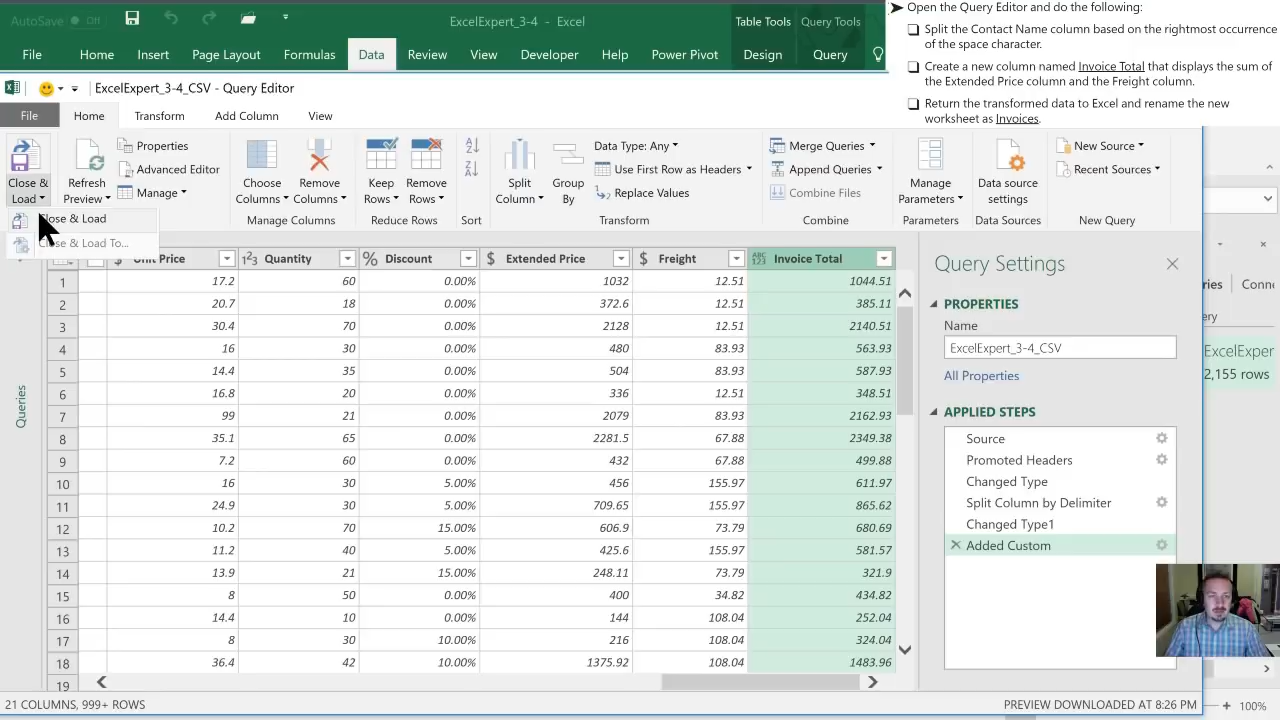 AutoSave Off
ExcelExpert_3-4 - Excel
Table Tools
Query Tools
File Home Insert Page Layout Formulas Data Review View Developer Help Power Pivot Design Query
Open the Query Editor and do the following:
Split the Contact Name column based on the rightmost occurrence
of the space character.
Create a new column named Invoice Total that displays the sum of
the Extended Price column and the Freight column.
Return the transformed data to Excel and rename the new
worksheet as Invoices.
ExcelExpert_3-4_CSV - Query Editor
File Home Transform Add Column View
Close &
Load
Refresh
Preview
Properties
Advanced Editor
Manage
Choose
Columns
Remove
Columns
Manage Columns
Keep
Rows
Remove
Rows
Reduce Rows
Sort
Split
Column
Group
By
Data Type: Any
Use First Row as Headers
Replace Values
Transform
Merge Queries
Append Queries
Combine Files
Combine
Manage
Parameters
Parameters
Data source
settings
Data Sources
New Source
Recent Sources
New Query
Close & Load
Close & Load To...
$ Unit Price 1²3 Quantity % Discount $ Extended Price $ Freight ABC 123 Invoice Total
1 17.2 60 0.00% 1032 12.51 1044.51
2 20.7 18 0.00% 372.6 12.51 385.11
3 30.4 70 0.00% 2128 12.51 2140.51
4 16 30 0.00% 480 83.93 563.93
5 14.4 35 0.00% 504 83.93 587.93
6 16.8 20 0.00% 336 12.51 348.51
7 99 21 0.00% 2079 83.93 2162.93
8 35.1 65 0.00% 2281.5 67.88 2349.38
9 7.2 60 0.00% 432 67.88 499.88
10 16 30 5.00% 456 155.97 611.97
11 24.9 30 5.00% 709.65 155.97 865.62
12 10.2 70 15.00% 606.9 73.79 680.69
13 11.2 40 5.00% 425.6 155.97 581.57
14 13.9 21 15.00% 248.11 73.79 321.9
15 8 50 0.00% 400 34.82 434.82
16 14.4 10 0.00% 144 108.04 252.04
17 8 30 10.00% 216 108.04 324.04
18 36.4 42 10.00% 1375.92 108.04 1483.96
19
Queries
Query Settings
PROPERTIES
Name
ExcelExpert_3-4_CSV
All Properties
APPLIED STEPS
Source
Promoted Headers
Changed Type
Split Column by Delimiter
Changed Type1
Added Custom
ries Conne
ery
ExcelExper
2,155 rows
21 COLUMNS, 999+ ROWS
PREVIEW DOWNLOADED AT 8:26 PM
100%